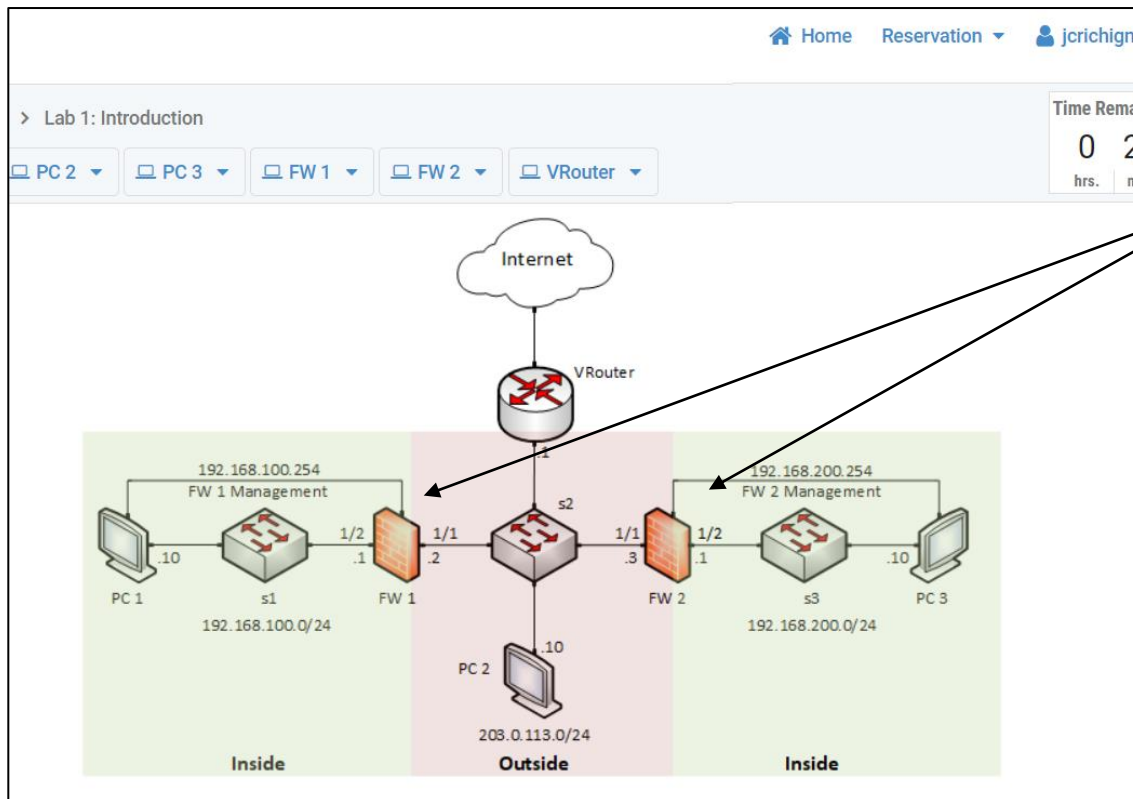 Home Reservation jcrichign
> Lab 1: Introduction
Time Rema
PC 2 PC 3 FW 1 FW 2 VRouter
0 2
hrs. m
Internet
VRouter
.1
192.168.100.254
FW 1 Management
192.168.200.254
FW 2 Management
s2
1/2 1/1 1/1 1/2
.10 .1 .2 .3 .1 .10
PC 1 s1 FW 1 FW 2 s3 PC 3
192.168.100.0/24 192.168.200.0/24
.10
PC 2
203.0.113.0/24
Inside Outside Inside